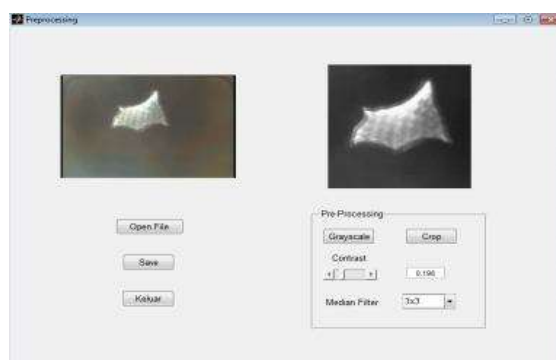 Preprocessing
Open File
Save
Keluar
Pre Processing
Grayscale
Crop
Contrast
0.196
Median Filter
3x3